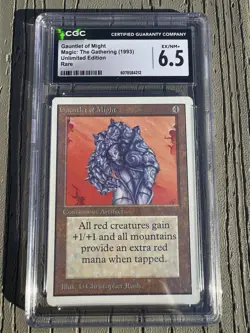 CGC
CERTIFIED GUARANTY COMPANY
Gauntlet of Might
Magic: The Gathering (1993)
Unlimited Edition
Rare
EX/NM+
6.5
Gauntlet of Might
4
Continuous Artifact
All red creatures gain
+1/+1 and all mountains
provide an extra red
mana when tapped.
Illus. Christopher Rush